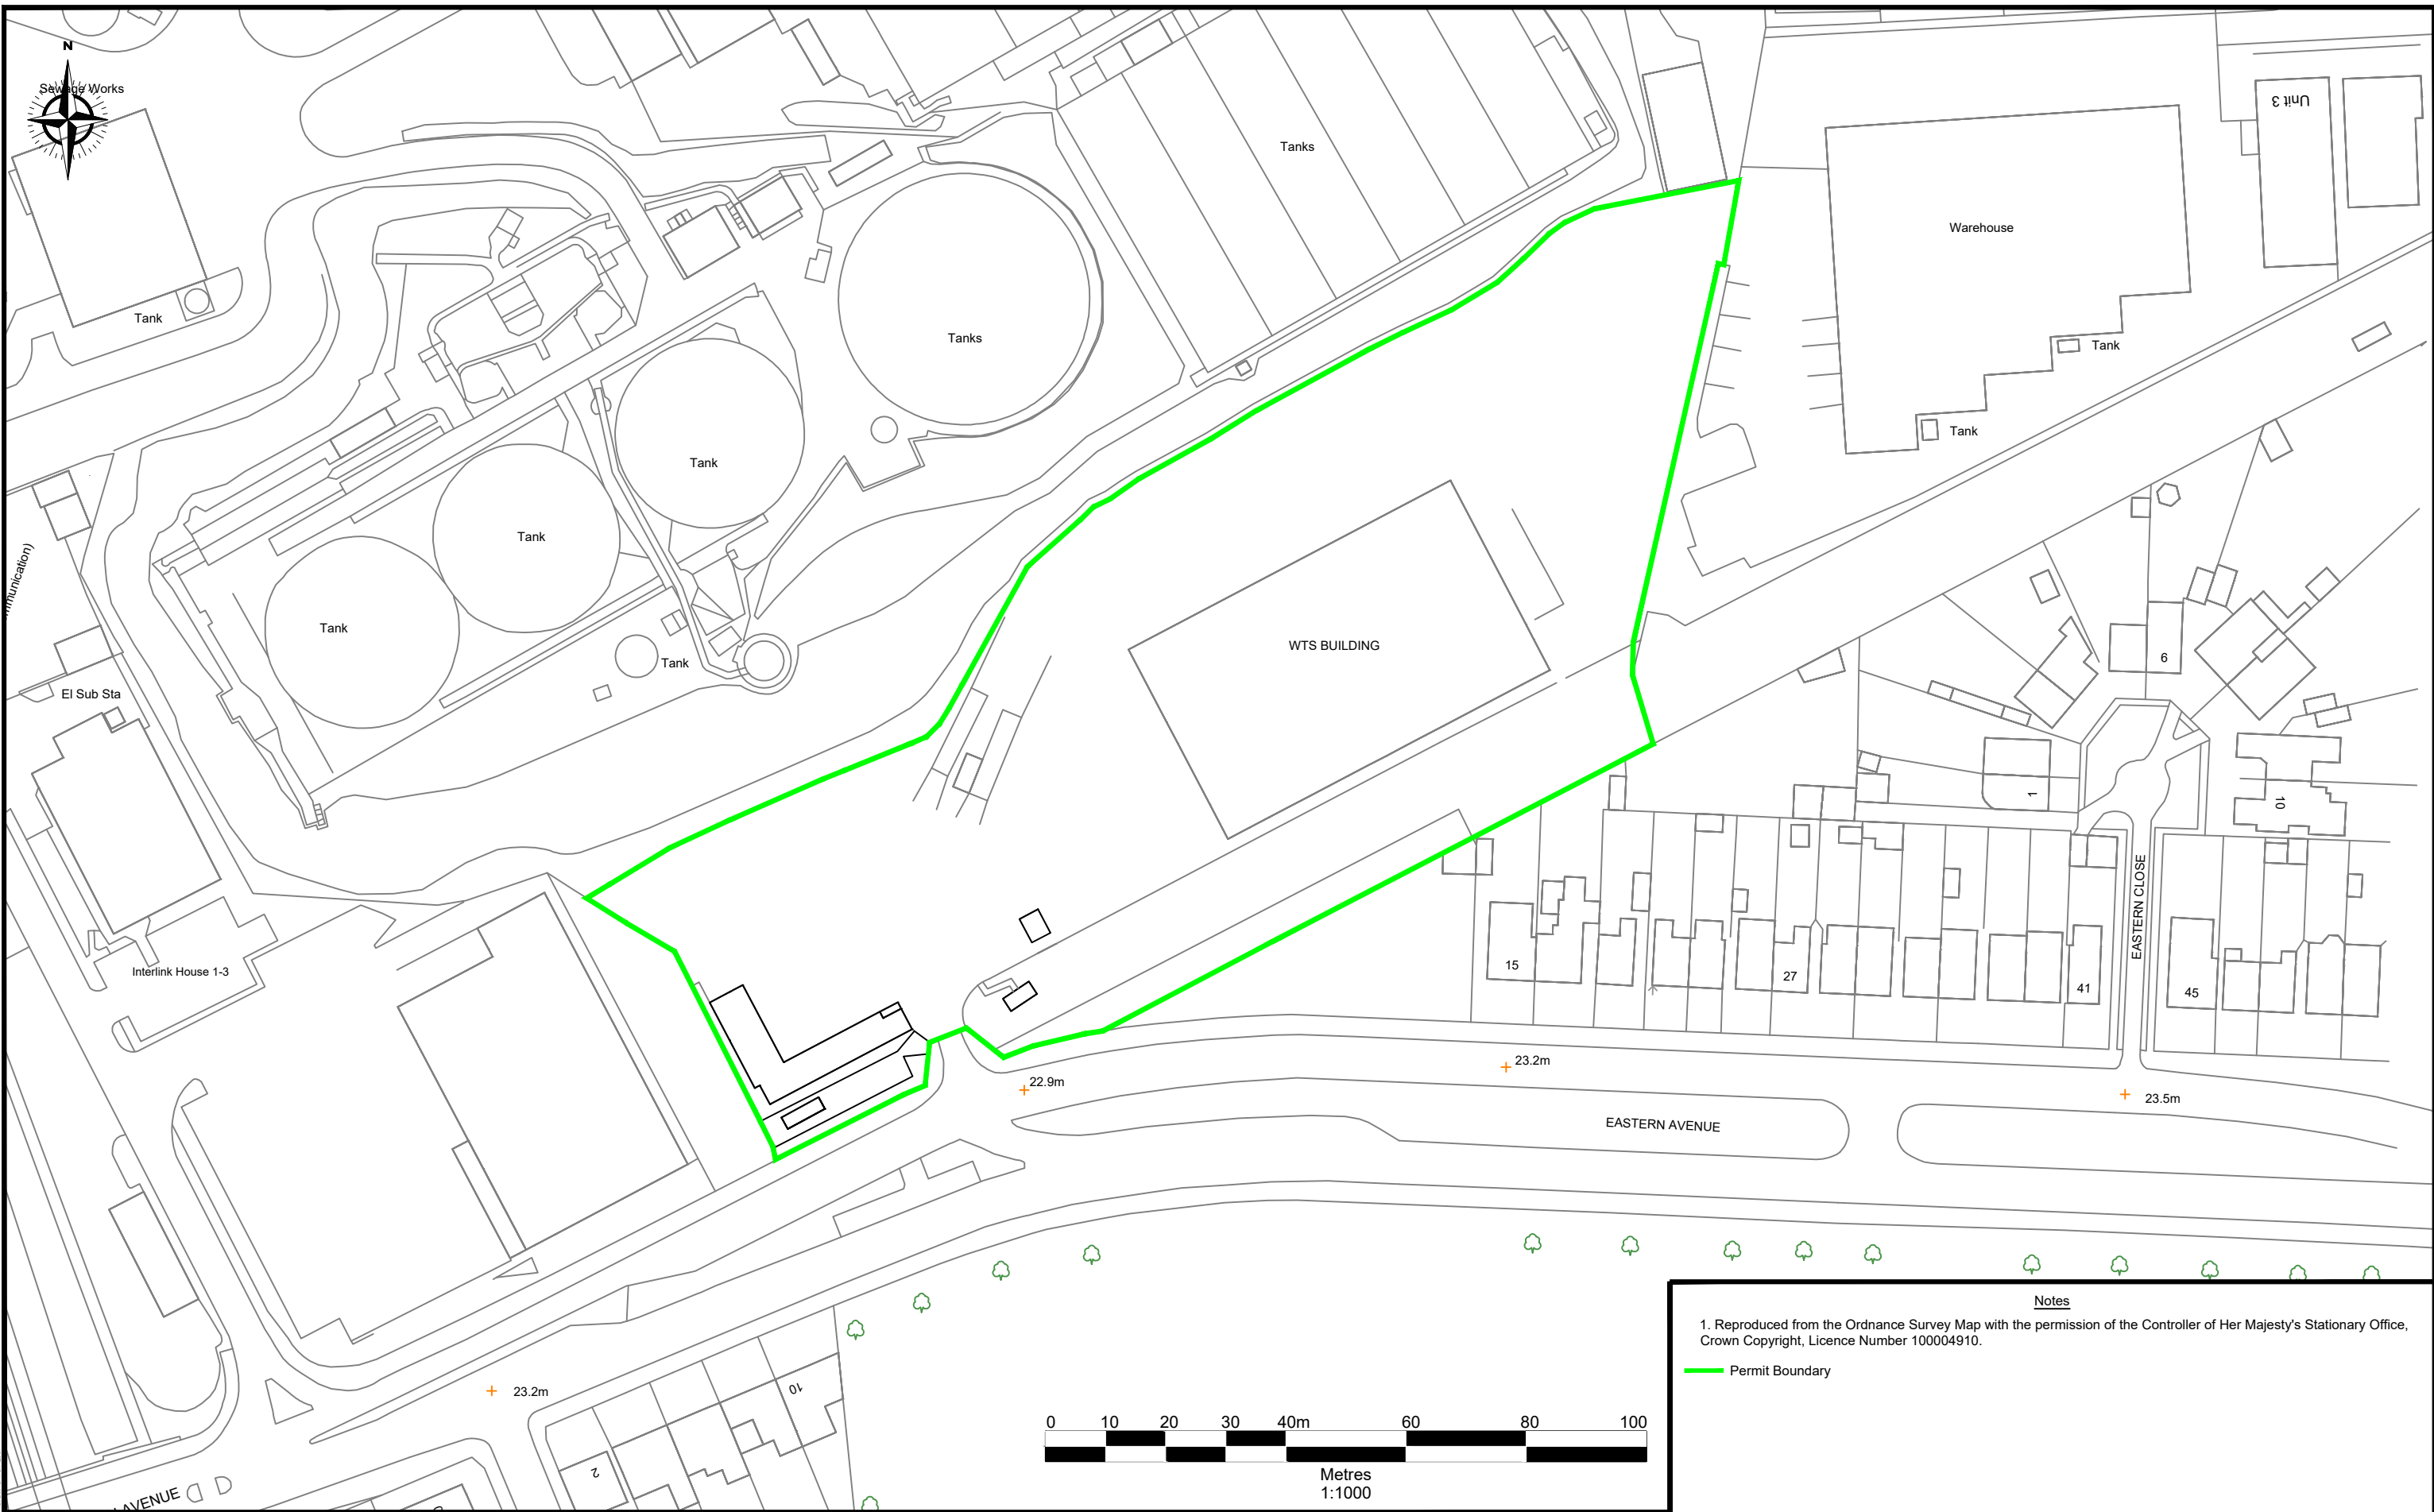 N
Sewage Works
Unit 3
Tanks
Warehouse
Tank
Tanks
Tank
Tank
Tank
Tank
Tank
Tank
El Sub Sta
WTS BUILDING
6
1
10
Interlink House 1-3
15
27
41
45
EASTERN CLOSE
23.2m
22.9m
23.5m
EASTERN AVENUE
23.2m
10
2
AVENUE
0 10 20 30 40m 60 80 100
Metres
1:1000
Notes
1. Reproduced from the Ordnance Survey Map with the permission of the Controller of Her Majesty's Stationary Office,
Crown Copyright, Licence Number 100004910.
Permit Boundary